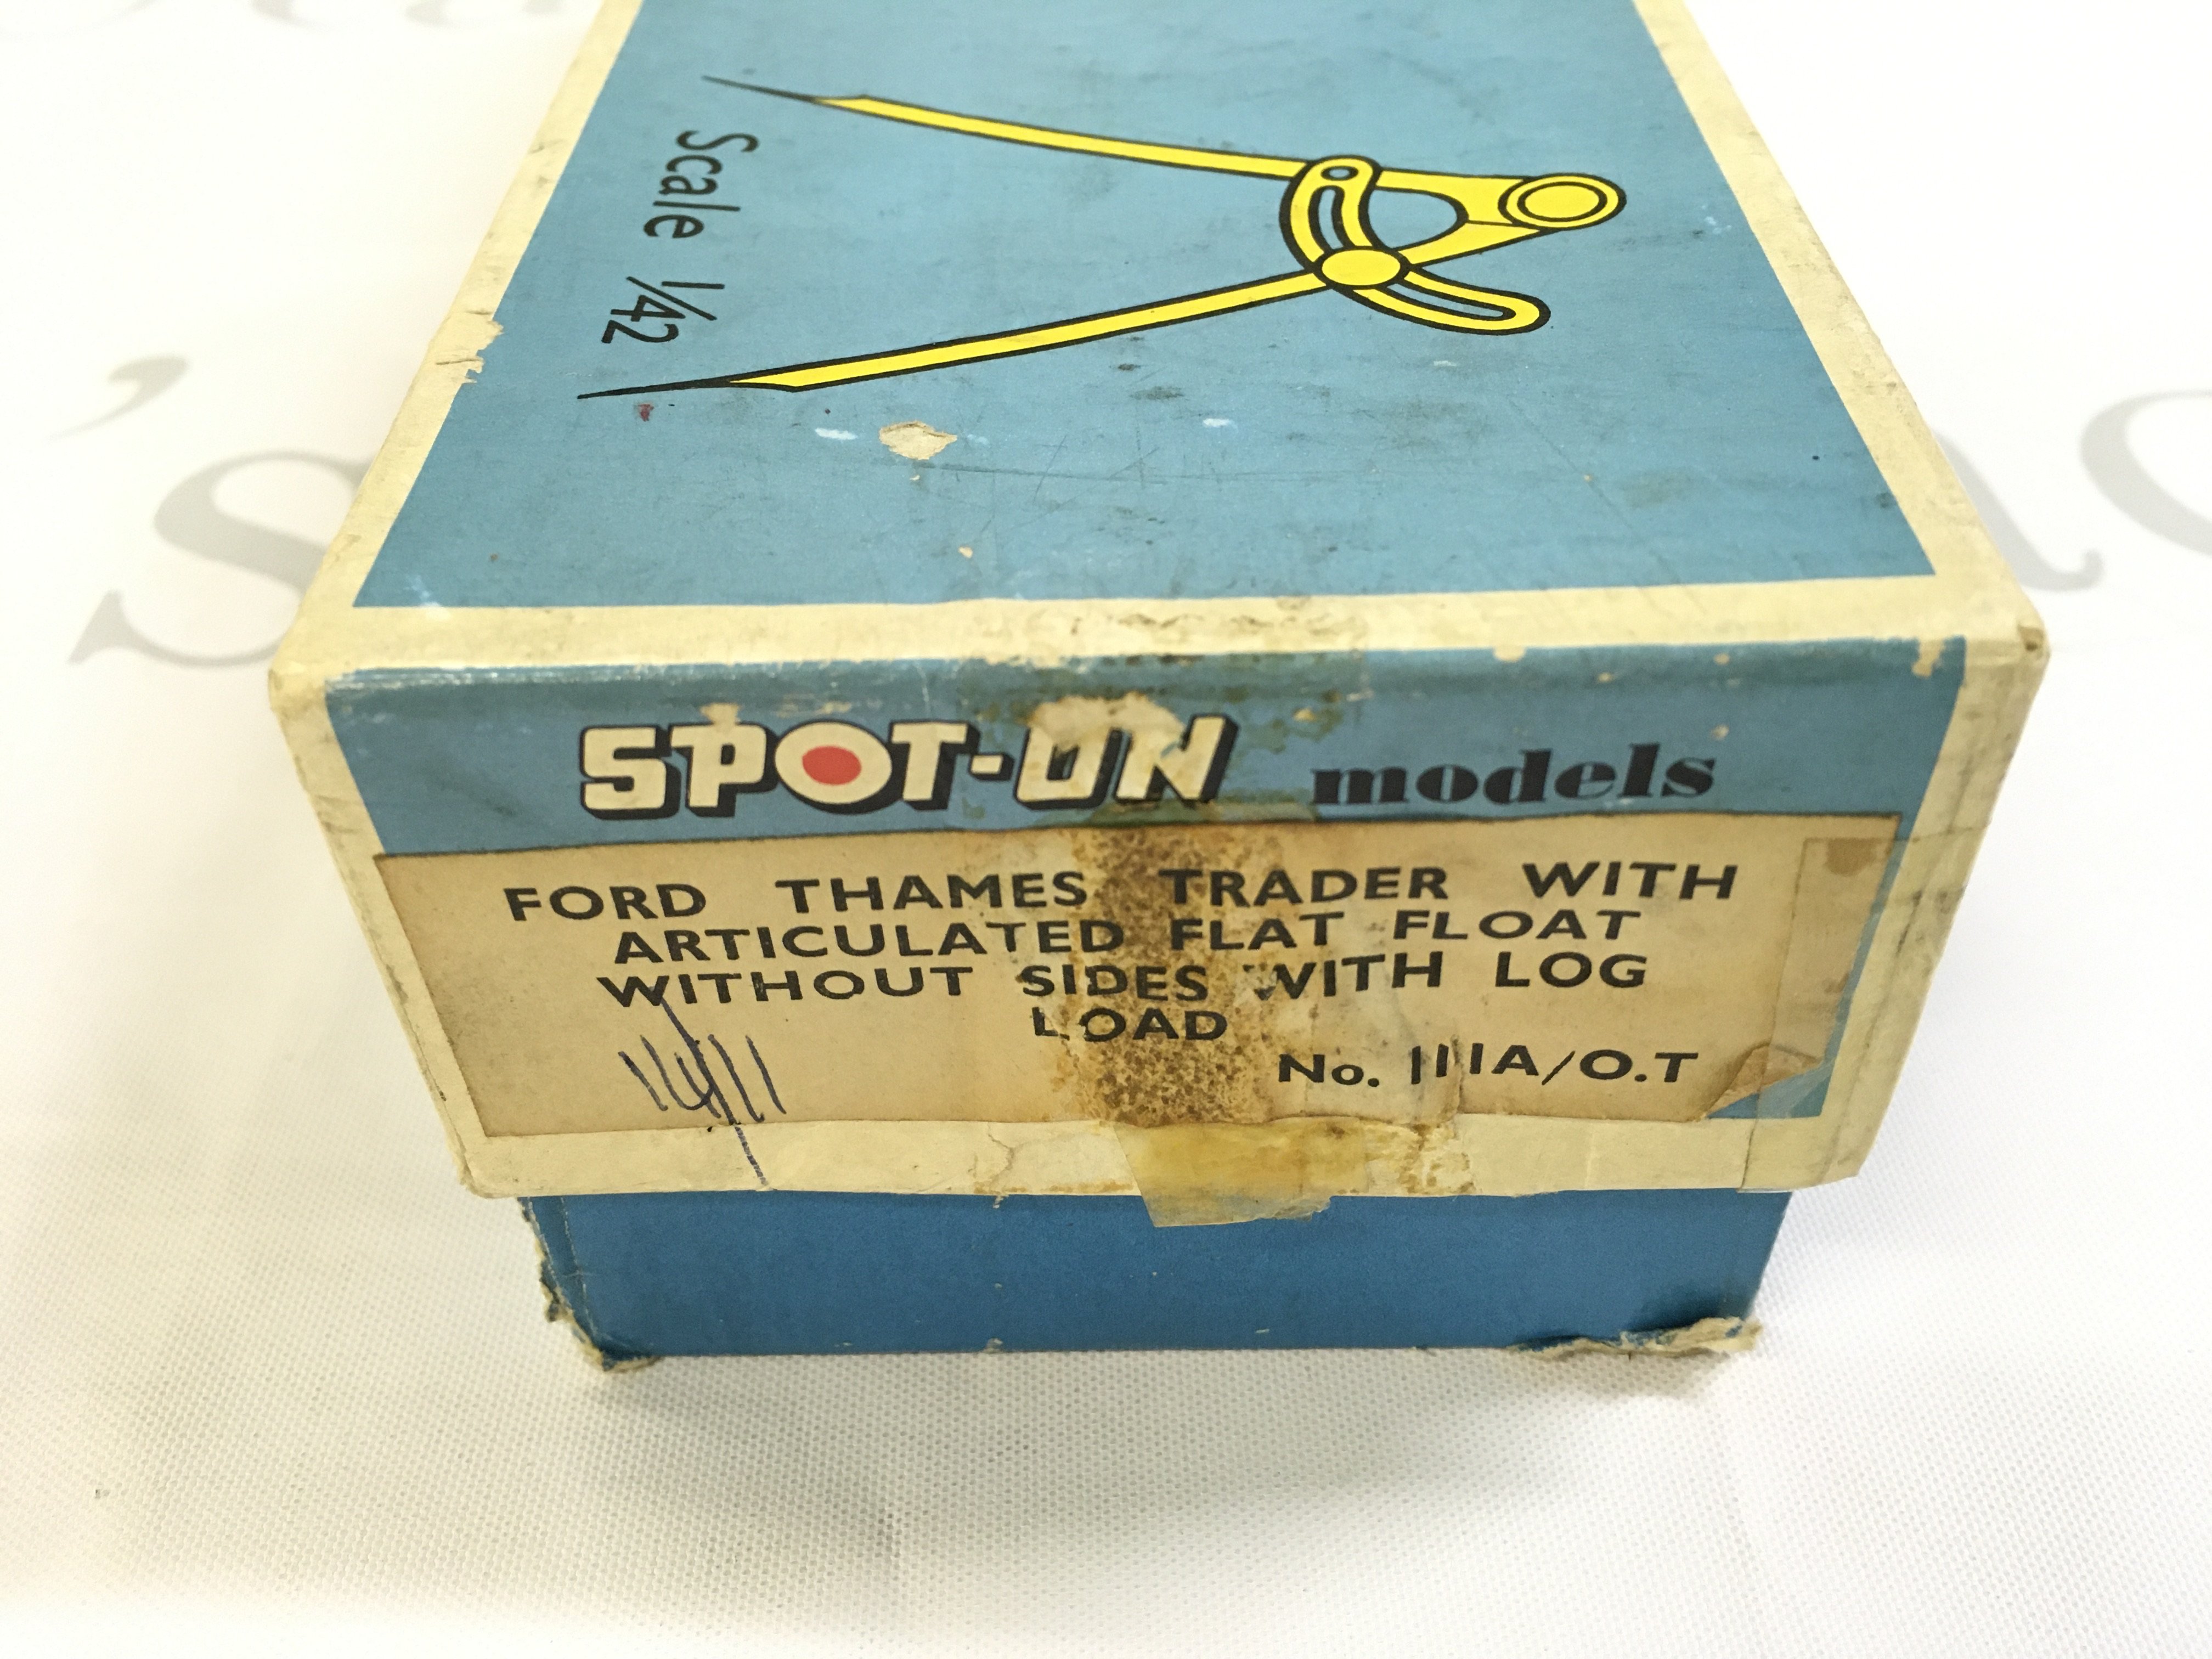 Scale 1/42
SPOT-ON models
FORD THAMES TRADER WITH
ARTICULATED FLAT FLOAT
WITHOUT SIDES WITH LOG
LOAD
No. 111A/O.T